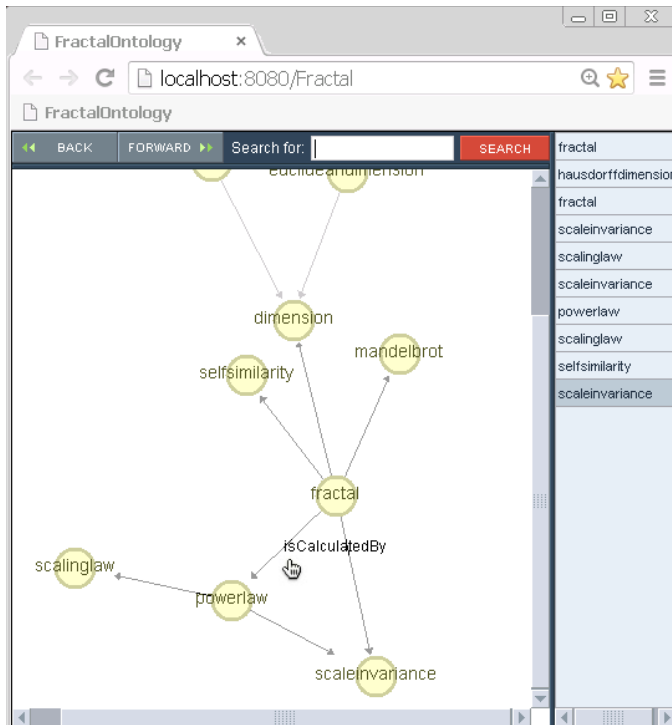 FractalOntology
localhost:8080/Fractal
FractalOntology
BACK
FORWARD
Search for:
SEARCH
euclideandimension
dimension
mandelbrot
selfsimilarity
fractal
isCalculatedBy
scalinglaw
powerlaw
scaleinvariance
fractal
hausdorffdimension
fractal
scaleinvariance
scalinglaw
scaleinvariance
powerlaw
scalinglaw
selfsimilarity
scaleinvariance